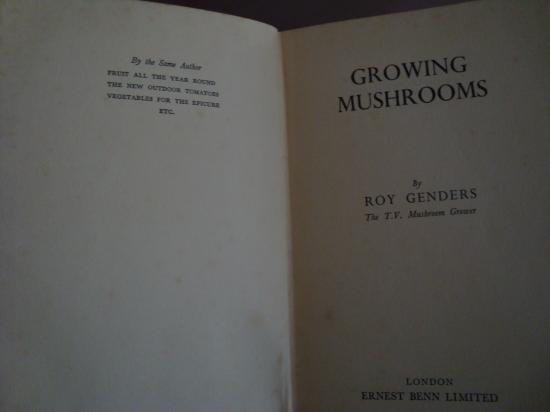 By the Same Author
FRUIT ALL THE YEAR ROUND
THE NEW OUTDOOR TOMATOES
VEGETABLES FOR THE EPICURE
ETC.
GROWING
MUSHROOMS
By
ROY GENDERS
The T.V. Mushroom Grower
LONDON
ERNEST BENN LIMITED